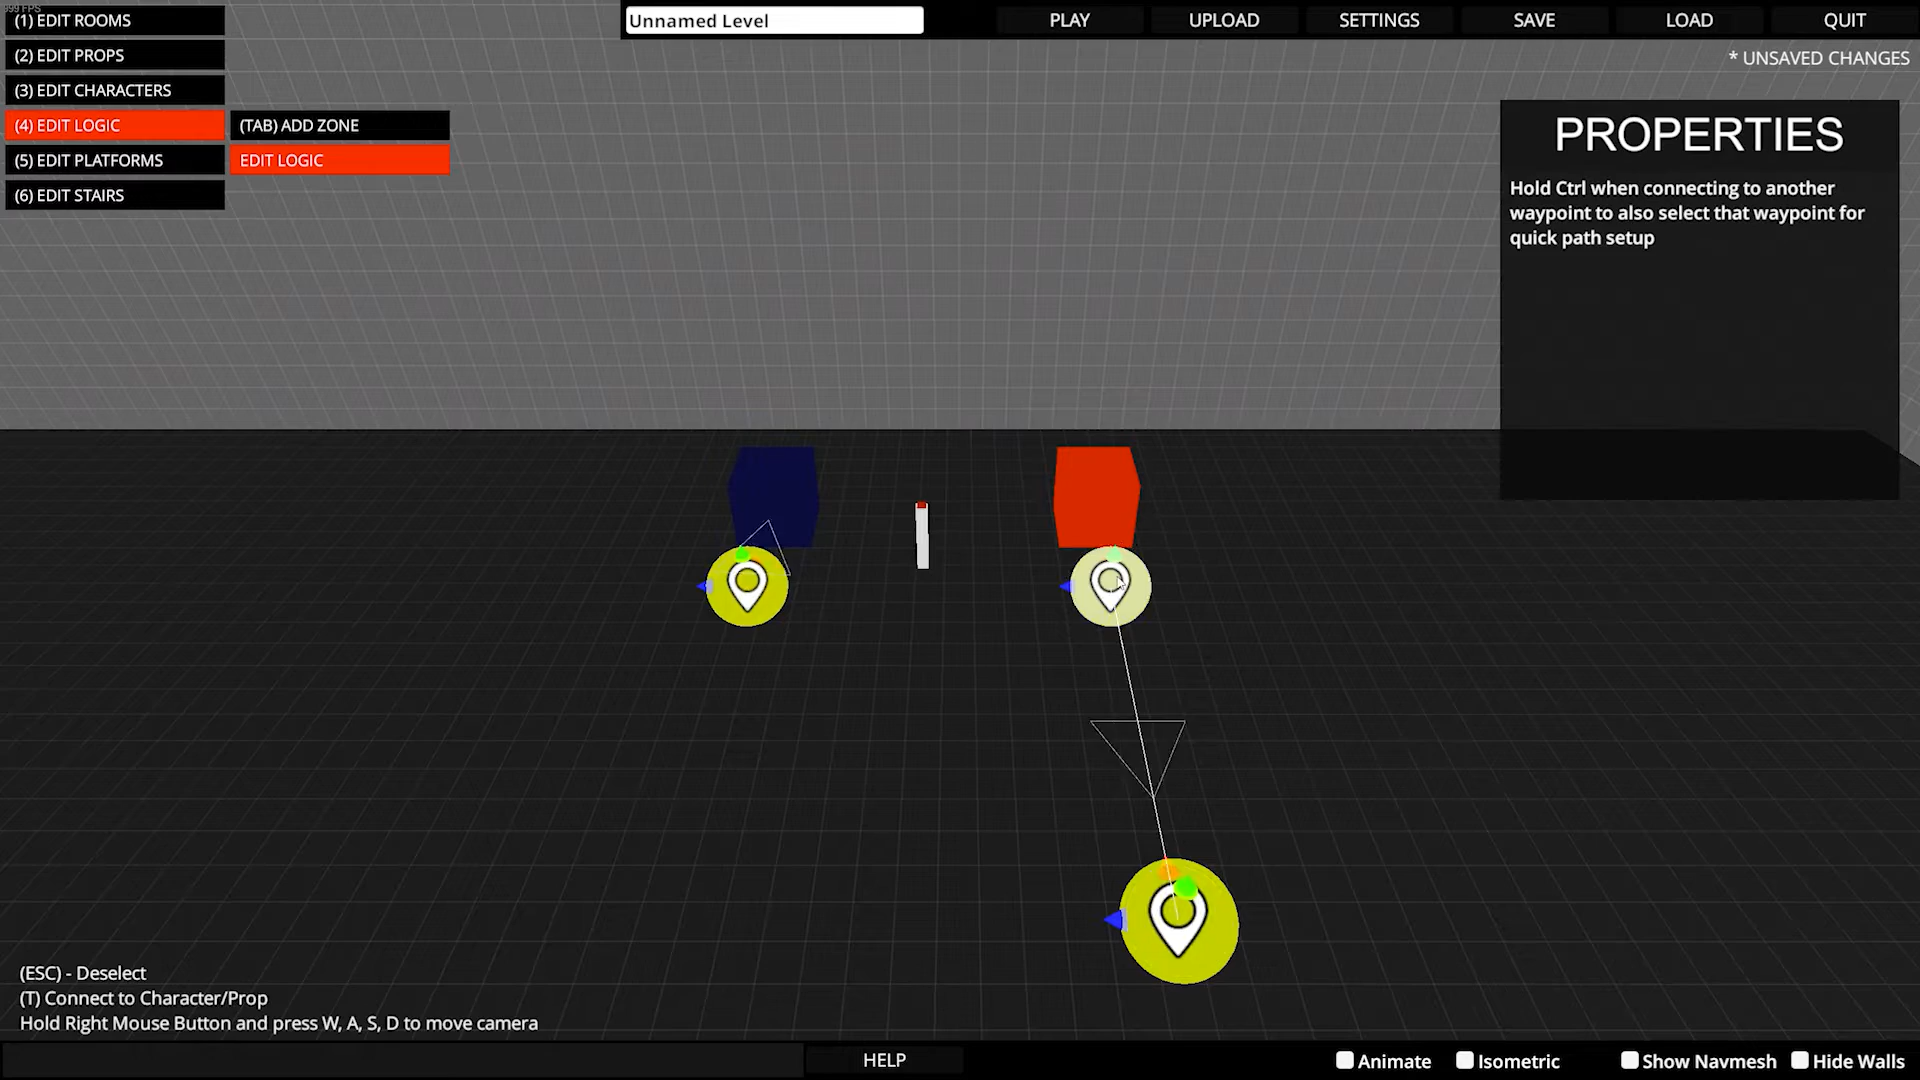 999 FPS
(1) EDIT ROOMS
(2) EDIT PROPS
(3) EDIT CHARACTERS
(4) EDIT LOGIC
(5) EDIT PLATFORMS
(6) EDIT STAIRS
(TAB) ADD ZONE
EDIT LOGIC
Unnamed Level
PLAY
UPLOAD
SETTINGS
SAVE
LOAD
QUIT
* UNSAVED CHANGES
PROPERTIES
Hold Ctrl when connecting to another
waypoint to also select that waypoint for
quick path setup
(ESC) - Deselect
(T) Connect to Character/Prop
Hold Right Mouse Button and press W, A, S, D to move camera
HELP
Animate
Isometric
Show Navmesh
Hide Walls